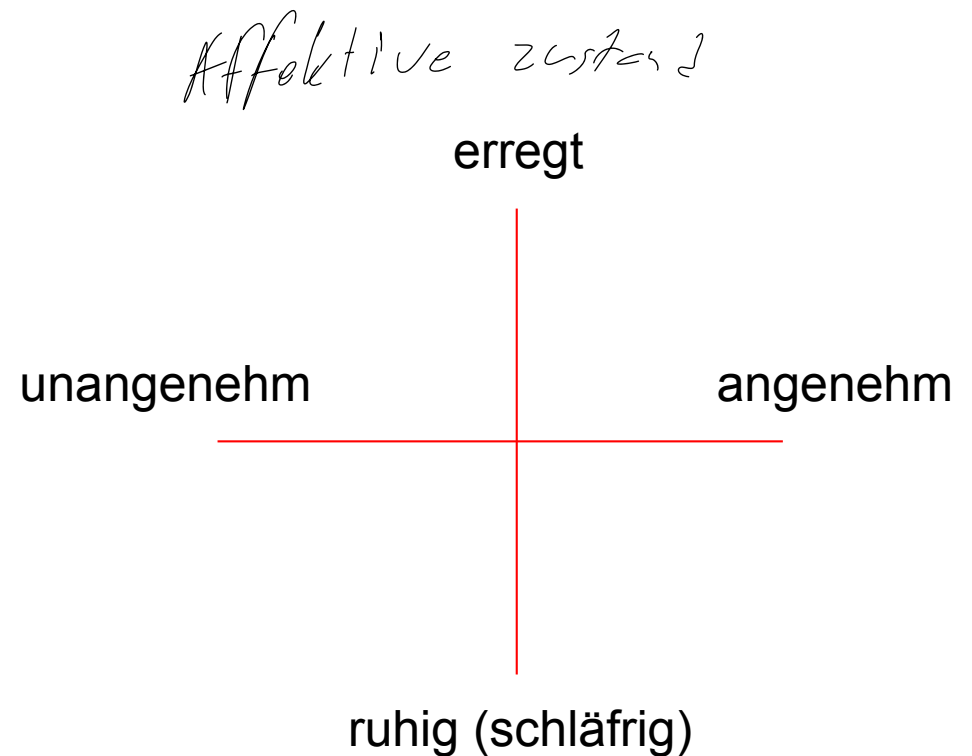 Affektive zustand
erregt
unangenehm
angenehm
ruhig (schläfrig)